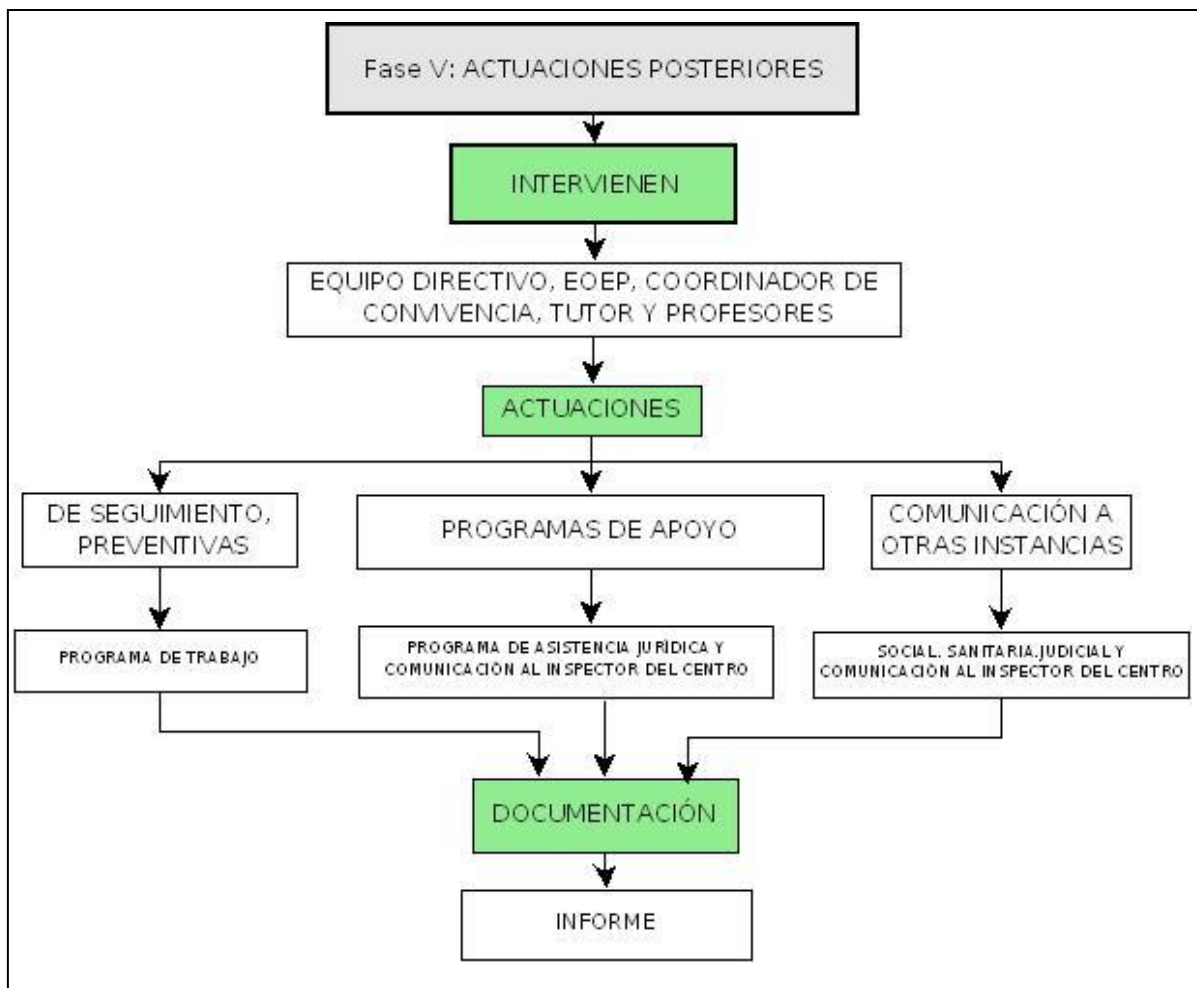 Fase V: ACTUACIONES POSTERIORES
INTERVIENEN
EQUIPO DIRECTIVO, EOEP, COORDINADOR DE
CONVIVENCIA, TUTOR Y PROFESORES
ACTUACIONES
DE SEGUIMIENTO,
PREVENTIVAS
PROGRAMAS DE APOYO
COMUNICACIÓN A
OTRAS INSTANCIAS
PROGRAMA DE TRABAJO
PROGRAMA DE ASISTENCIA JURÍDICA Y
COMUNICACIÓN AL INSPECTOR DEL CENTRO
SOCIAL. SANITARIA.JUDICIAL Y
COMUNICACIÓN AL INSPECTOR DEL CENTRO
DOCUMENTACIÓN
INFORME